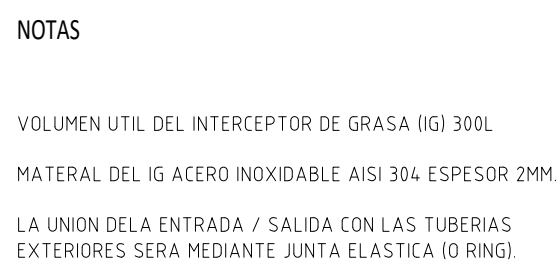 NOTAS
VOLUMEN UTIL DEL INTERCEPTOR DE GRASA (IG) 300L
MATERAL DEL IG ACERO INOXIDABLE AISI 304 ESPESOR 2MM.
LA UNION DELA ENTRADA / SALIDA CON LAS TUBERIAS
EXTERIORES SERA MEDIANTE JUNTA ELASTICA (O RING).